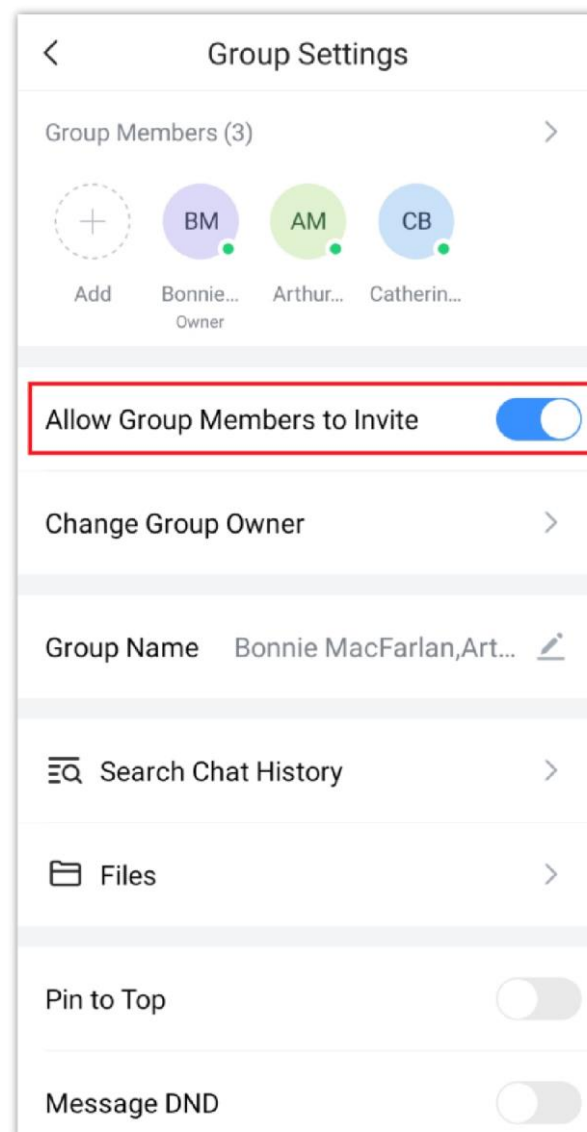 Group Settings
Group Members (3)
BM AM CB
Add Bonnie... Arthur... Catherin...
Owner
Allow Group Members to Invite
Change Group Owner
Group Name Bonnie MacFarlan,Art...
Search Chat History
Files
Pin to Top
Message DND